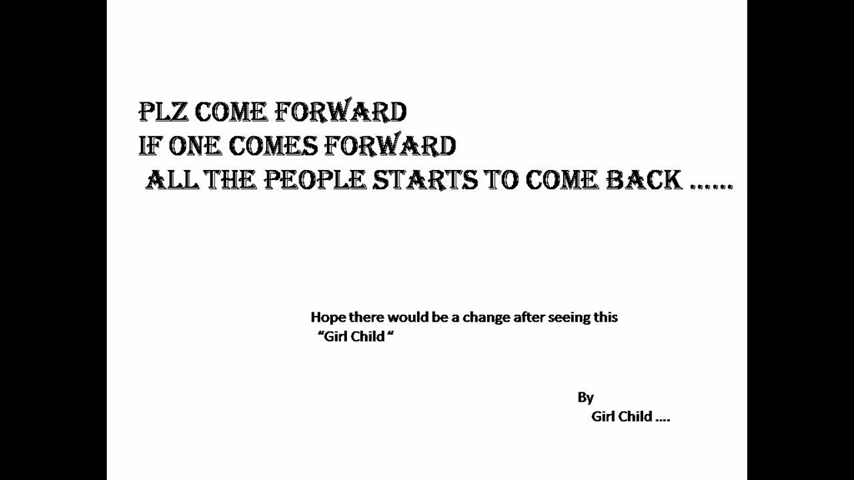 PLZ COME FORWARD
IF ONE COMES FORWARD
ALL THE PEOPLE STARTS TO COME BACK ......
Hope there would be a change after seeing this
“Girl Child “
By
Girl Child ....